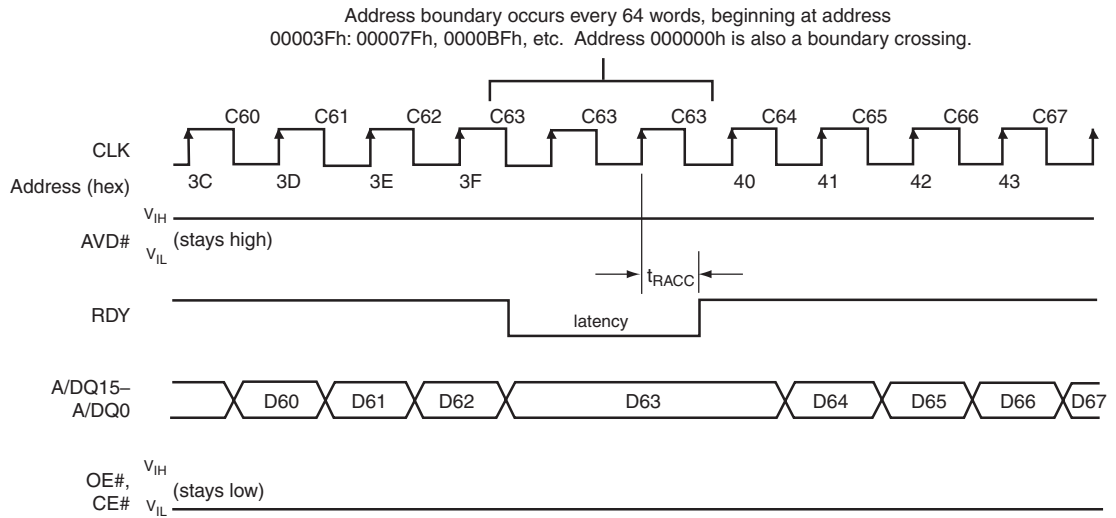 Address boundary occurs every 64 words, beginning at address
00003Fh: 00007Fh, 0000BFh, etc. Address 000000h is also a boundary crossing.
C60 C61 C62 C63 C63 C63 C64 C65 C66 C67
CLK
Address (hex) 3C 3D 3E 3F 40 41 42 43
VIH
AVD# (stays high)
VIL
tRACC
RDY latency
A/DQ15–
A/DQ0
D60 D61 D62 D63 D64 D65 D66 D67
OE#,
CE#
VIH
(stays low)
VIL